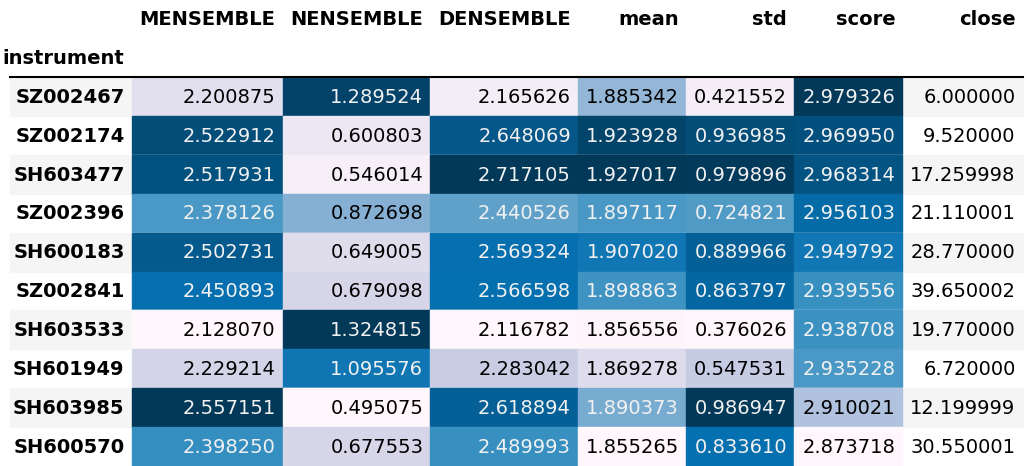 MENSEMBLE NENSEMBLE DENSEMBLE mean std score close
instrument
SZ002467 2.200875 1.289524 2.165626 1.885342 0.421552 2.979326 6.000000
SZ002174 2.522912 0.600803 2.648069 1.923928 0.936985 2.969950 9.520000
SH603477 2.517931 0.546014 2.717105 1.927017 0.979896 2.968314 17.259998
SZ002396 2.378126 0.872698 2.440526 1.897117 0.724821 2.956103 21.110001
SH600183 2.502731 0.649005 2.569324 1.907020 0.889966 2.949792 28.770000
SZ002841 2.450893 0.679098 2.566598 1.898863 0.863797 2.939556 39.650002
SH603533 2.128070 1.324815 2.116782 1.856556 0.376026 2.938708 19.770000
SH601949 2.229214 1.095576 2.283042 1.869278 0.547531 2.935228 6.720000
SH603985 2.557151 0.495075 2.618894 1.890373 0.986947 2.910021 12.199999
SH600570 2.398250 0.677553 2.489993 1.855265 0.833610 2.873718 30.550001